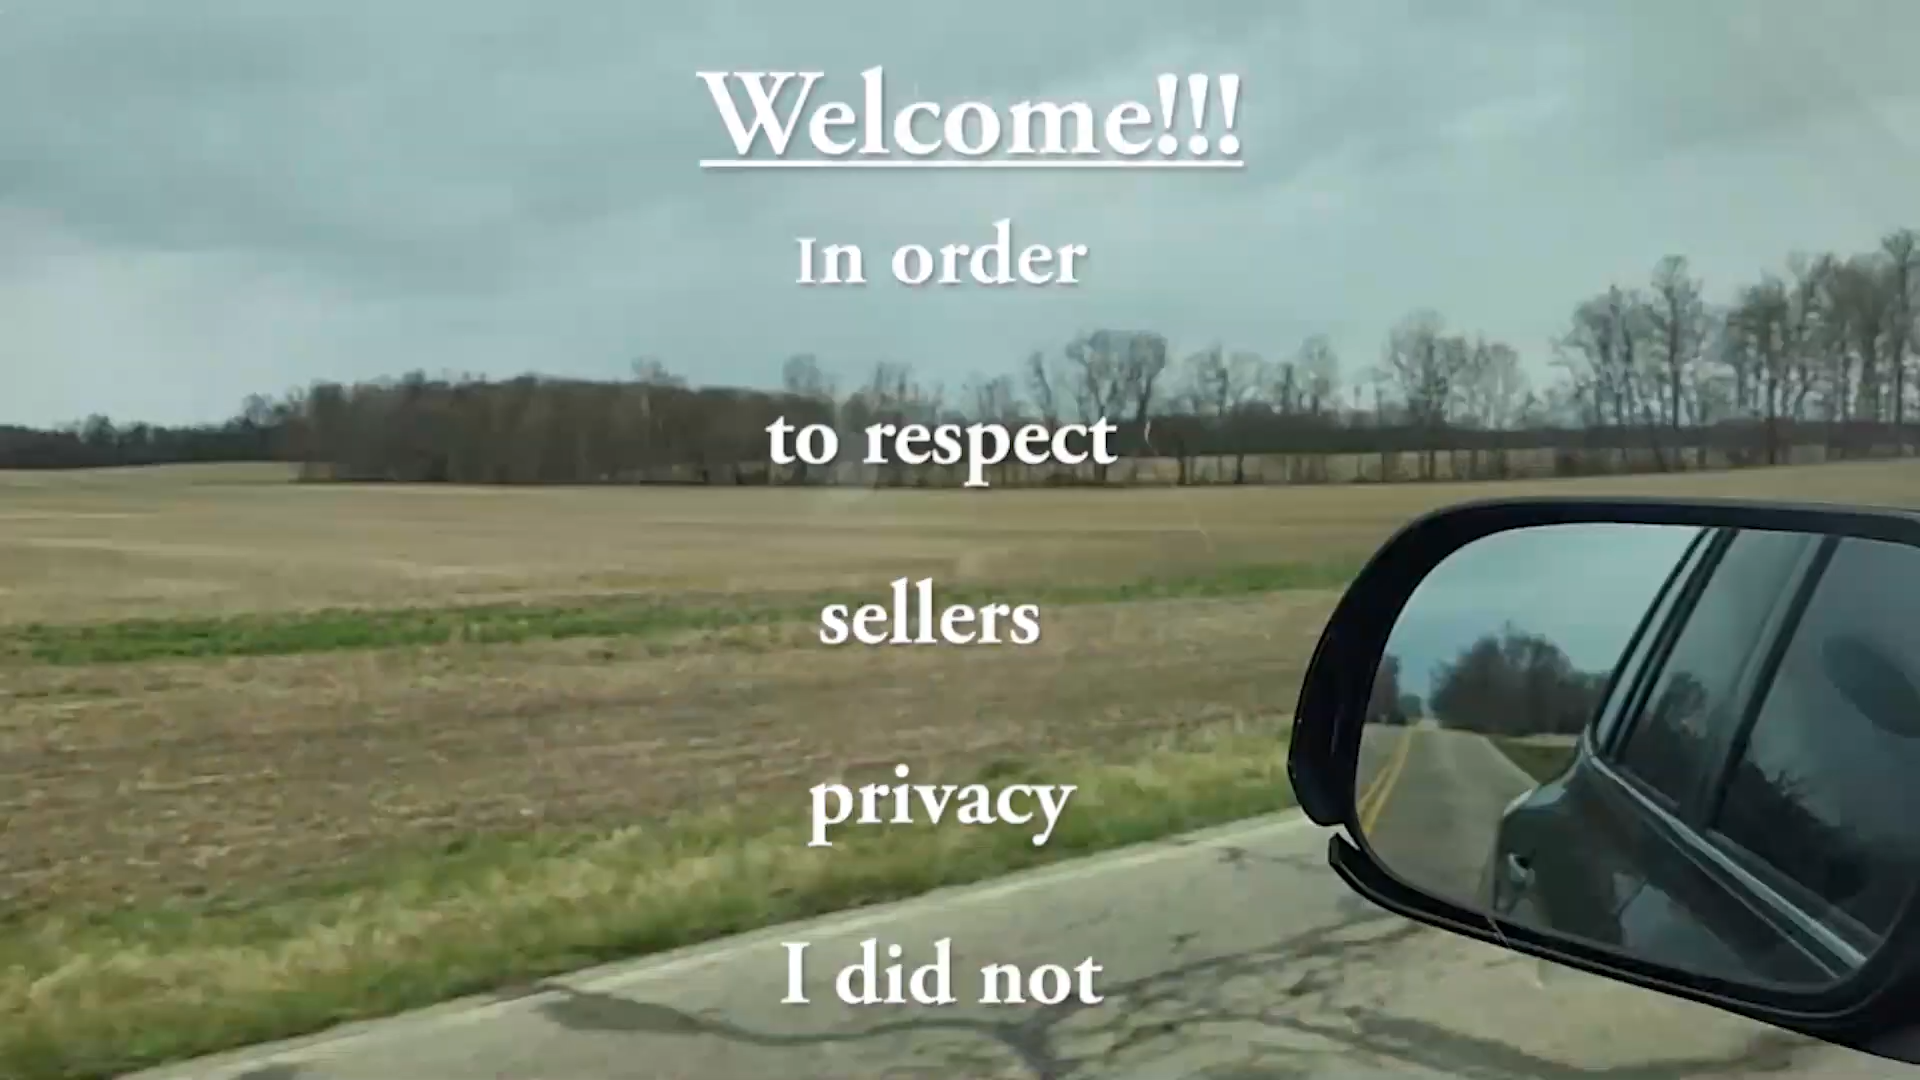 Welcome!!!
In order
to respect
sellers
privacy
I did not